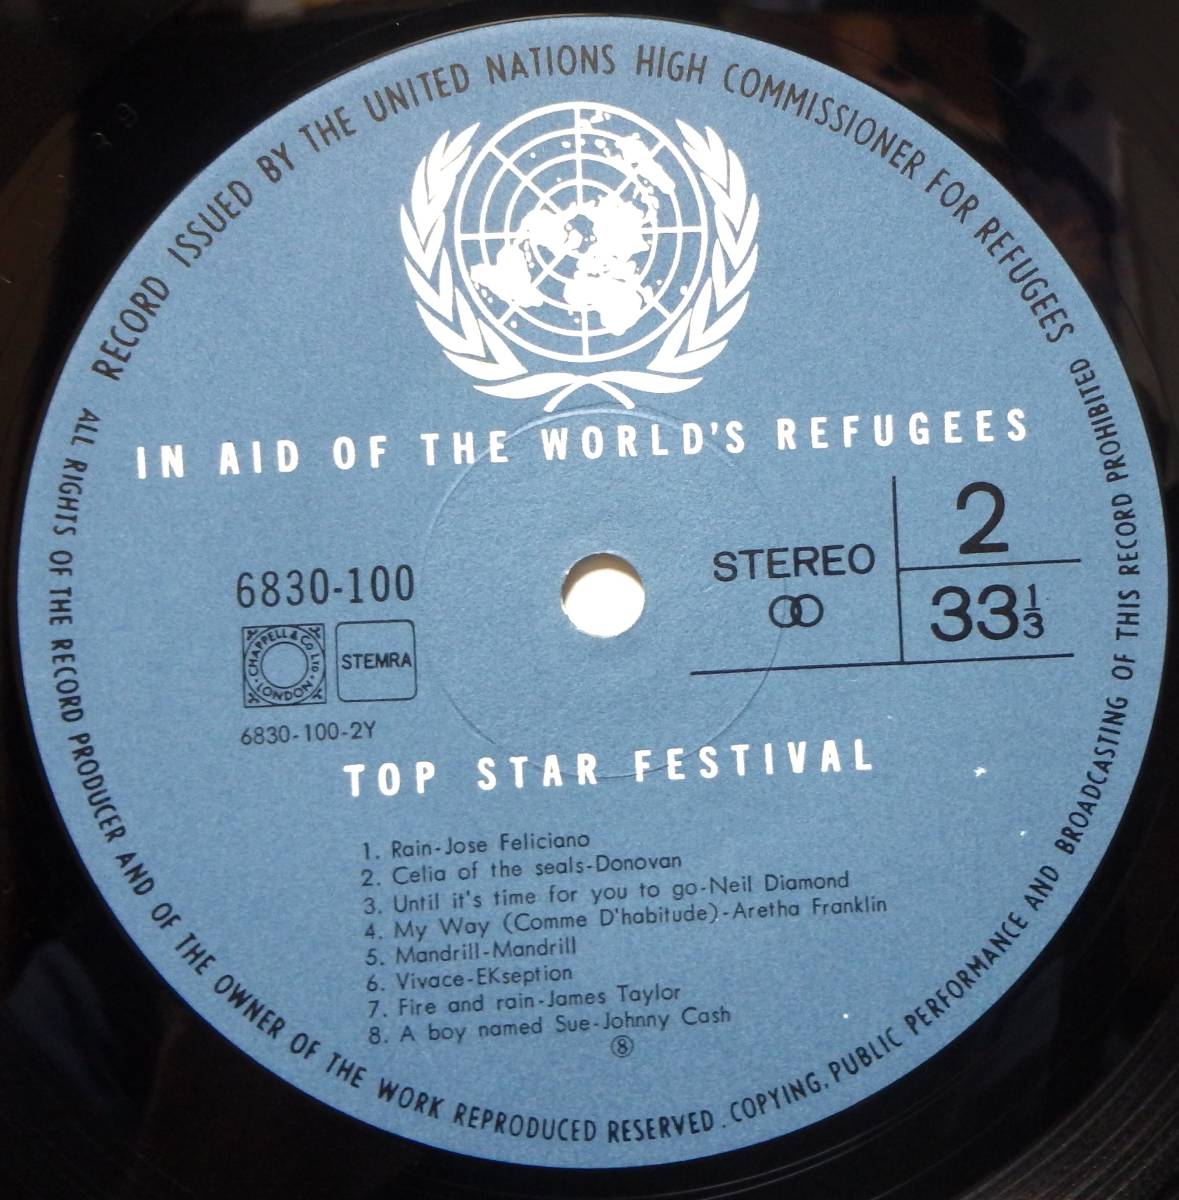 RECORD ISSUED BY THE UNITED NATIONS HIGH COMMISSIONER FOR REFUGEES
IN AID OF THE WORLD'S REFUGEES
6830-100
CHAPPELL & CO LTD
·LONDON·
STEMRA
6830-100-2Y
STEREO
2
33 1/3
TOP STAR FESTIVAL
1. Rain-Jose Feliciano
2. Celia of the seals-Donovan
3. Until it's time for you to go-Neil Diamond
4. My Way (Comme D'habitude)-Aretha Franklin
5. Mandrill-Mandrill
6. Vivace-EKseption
7. Fire and rain-James Taylor
8. A boy named Sue-Johnny Cash
⑧
ALL RIGHTS OF THE RECORD PRODUCER AND OF THE OWNER OF THE WORK REPRODUCED RESERVED. COPYING, PUBLIC PERFORMANCE AND BROADCASTING OF THIS RECORD PROHIBITED